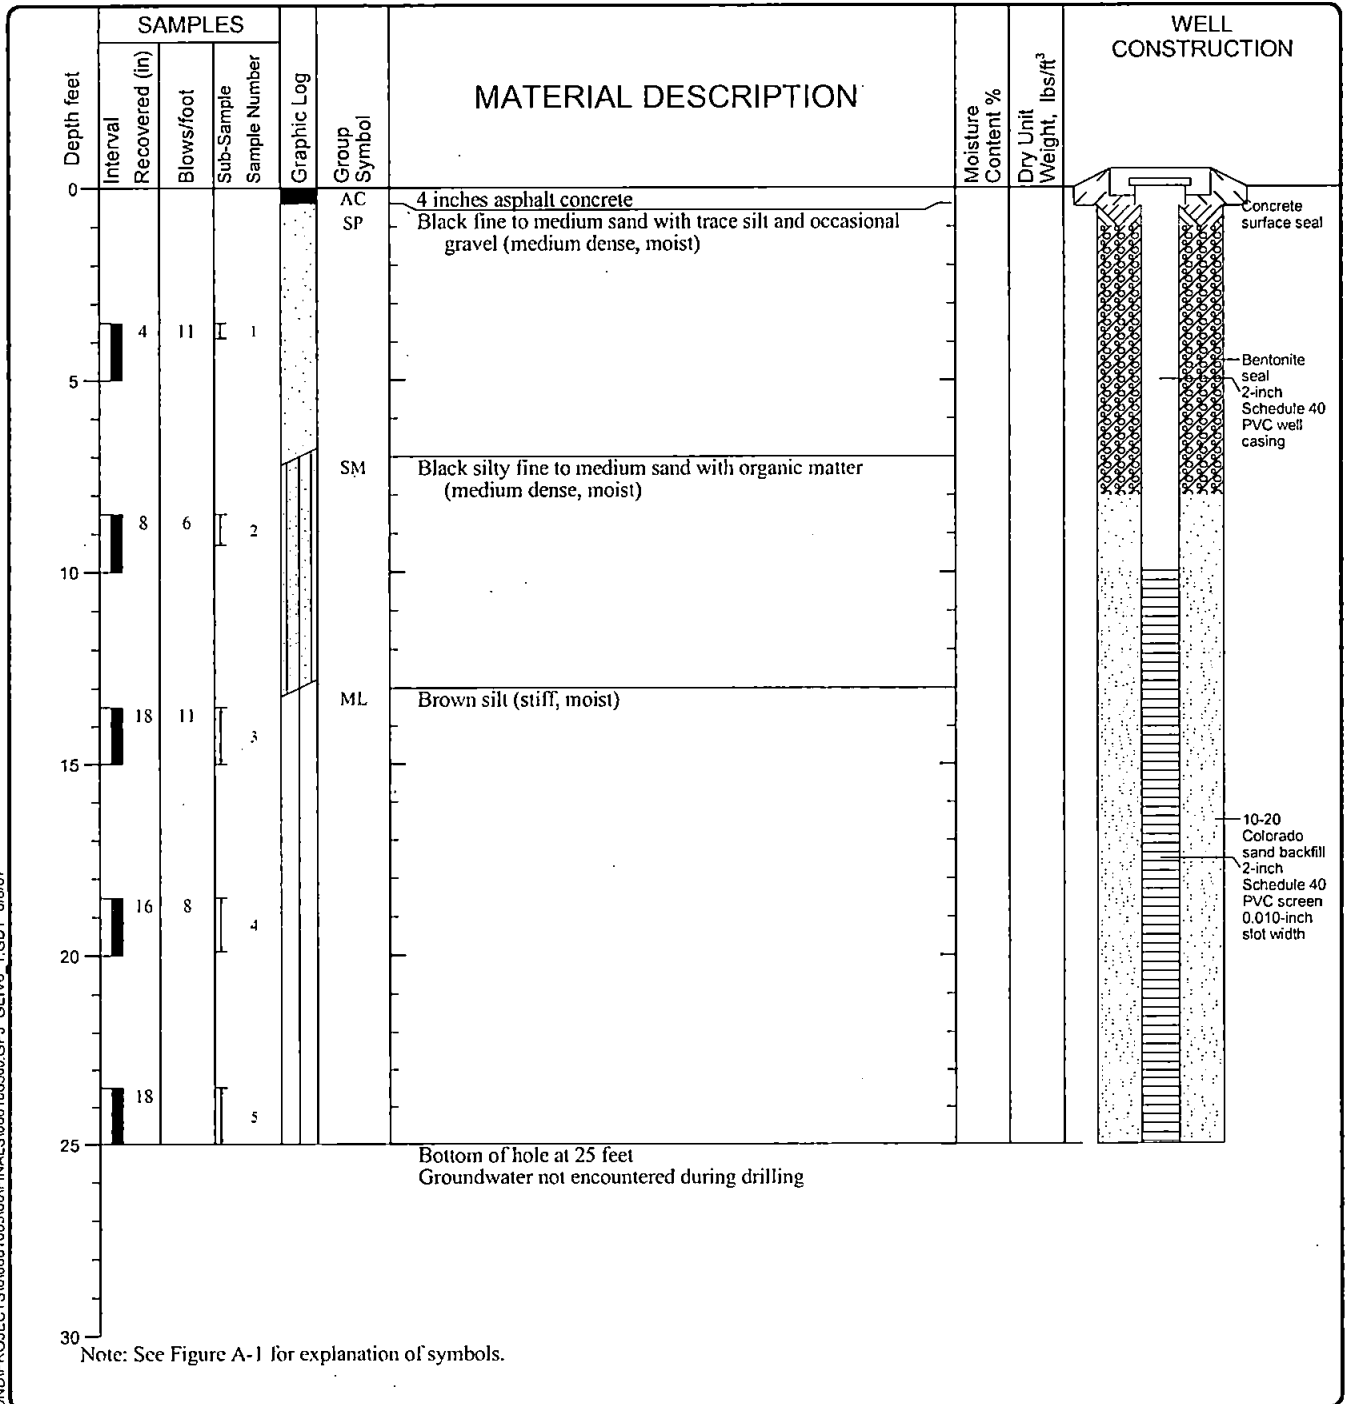 SAMPLES
WELL
CONSTRUCTION
Depth feet
Interval
Recovered (in)
Blows/foot
Sub-Sample
Sample Number
Graphic Log
Group
Symbol
MATERIAL DESCRIPTION
Moisture
Content %
Dry Unit
Weight, lbs/ft³
0
AC
4 inches asphalt concrete
SP
Black fine to medium sand with trace silt and occasional
gravel (medium dense, moist)
Concrete
surface seal
4 11 1
5
Bentonite
seal
2-inch
Schedule 40
PVC well
casing
SM
Black silty fine to medium sand with organic matter
(medium dense, moist)
8 6 2
10
ML
Brown silt (stiff, moist)
18 11 3
15
10-20
Colorado
sand backfill
2-inch
Schedule 40
PVC screen
0.010-inch
slot width
16 8 4
20
18 5
25
Bottom of hole at 25 feet
Groundwater not encountered during drilling
30
Note: See Figure A-1 for explanation of symbols.